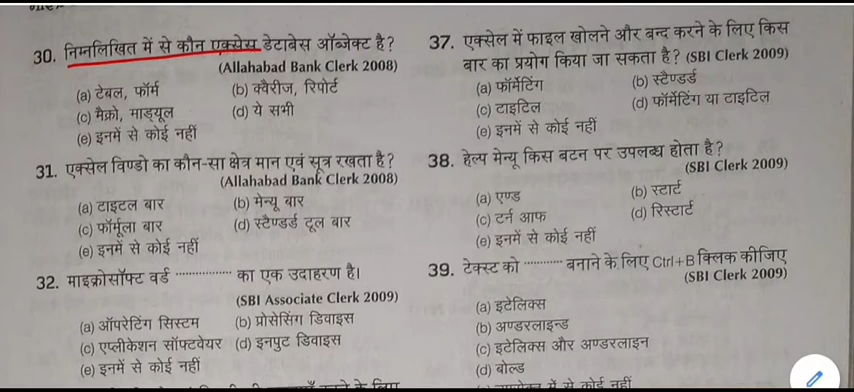 30. निम्नलिखित में से कौन एक्सेस डेटाबेस ऑब्जेक्ट है?
(Allahabad Bank Clerk 2008)
(a) टेबल, फॉर्म (b) क्वैरीज, रिपोर्ट
(c) मैक्रो, माड्यूल (d) ये सभी
(e) इनमें से कोई नहीं
31. एक्सेल विण्डो का कौन-सा क्षेत्र मान एवं सूत्र रखता है?
(Allahabad Bank Clerk 2008)
(a) टाइटल बार (b) मेन्यू बार
(c) फॉर्मूला बार (d) स्टैण्डर्ड टूल बार
(e) इनमें से कोई नहीं
32. माइक्रोसॉफ्ट वर्ड ................ का एक उदाहरण है।
(SBI Associate Clerk 2009)
(a) ऑपरेटिंग सिस्टम (b) प्रोसेसिंग डिवाइस
(c) एप्लीकेशन सॉफ्टवेयर (d) इनपुट डिवाइस
(e) इनमें से कोई नहीं
37. एक्सेल में फाइल खोलने और बन्द करने के लिए किस
बार का प्रयोग किया जा सकता है? (SBI Clerk 2009)
(a) फॉर्मेटिंग (b) स्टैण्डर्ड
(c) टाइटिल (d) फॉर्मेटिंग या टाइटिल
(e) इनमें से कोई नहीं
38. हेल्प मेन्यू किस बटन पर उपलब्ध होता है?
(SBI Clerk 2009)
(a) एण्ड (b) स्टार्ट
(c) टर्न आफ (d) रिस्टार्ट
(e) इनमें से कोई नहीं
39. टेक्स्ट को ........... बनाने के लिए Ctrl+B क्लिक कीजिए
(SBI Clerk 2009)
(a) इटेलिक्स
(b) अण्डरलाइन्ड
(c) इटेलिक्स और अण्डरलाइन
(d) बोल्ड
में से कोई नहीं